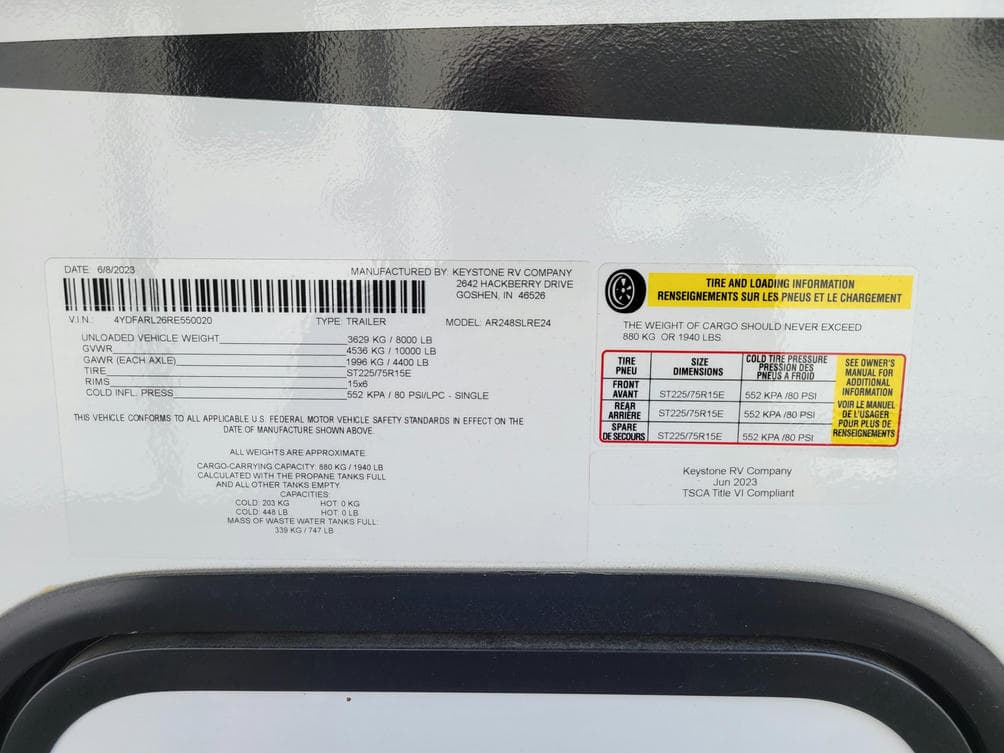 DATE: 6/8/2023
MANUFACTURED BY: KEYSTONE RV COMPANY
2642 HACKBERRY DRIVE
GOSHEN, IN 46526
V.I.N.: 4YDFARL26RE550020 TYPE: TRAILER MODEL: AR248SLRE24
UNLOADED VEHICLE WEIGHT 3629 KG / 8000 LB
GVWR 4536 KG / 10000 LB
GAWR (EACH AXLE) 1996 KG / 4400 LB
TIRE ST225/75R15E
RIMS 15x6
COLD INFL. PRESS 552 KPA / 80 PSI/LPC - SINGLE
THIS VEHICLE CONFORMS TO ALL APPLICABLE U.S. FEDERAL MOTOR VEHICLE SAFETY STANDARDS IN EFFECT ON THE
DATE OF MANUFACTURE SHOWN ABOVE.
ALL WEIGHTS ARE APPROXIMATE.
CARGO-CARRYING CAPACITY: 880 KG / 1940 LB
CALCULATED WITH THE PROPANE TANKS FULL
AND ALL OTHER TANKS EMPTY.
CAPACITIES:
COLD: 203 KG HOT: 0 KG
COLD: 448 LB HOT: 0 LB
MASS OF WASTE WATER TANKS FULL:
339 KG / 747 LB
TIRE AND LOADING INFORMATION
RENSEIGNEMENTS SUR LES PNEUS ET LE CHARGEMENT
THE WEIGHT OF CARGO SHOULD NEVER EXCEED
880 KG OR 1940 LBS.
TIRE
PNEU
SIZE
DIMENSIONS
COLD TIRE PRESSURE
PRESSION DES
PNEUS A FROID
FRONT
AVANT
ST225/75R15E 552 KPA /80 PSI
REAR
ARRIÈRE
ST225/75R15E 552 KPA /80 PSI
SPARE
DE SECOURS
ST225/75R15E 552 KPA /80 PSI
SEE OWNER'S
MANUAL FOR
ADDITIONAL
INFORMATION
VOIR LE MANUEL
DE L'USAGER
POUR PLUS DE
RENSEIGNEMENTS
Keystone RV Company
Jun 2023
TSCA Title VI Compliant